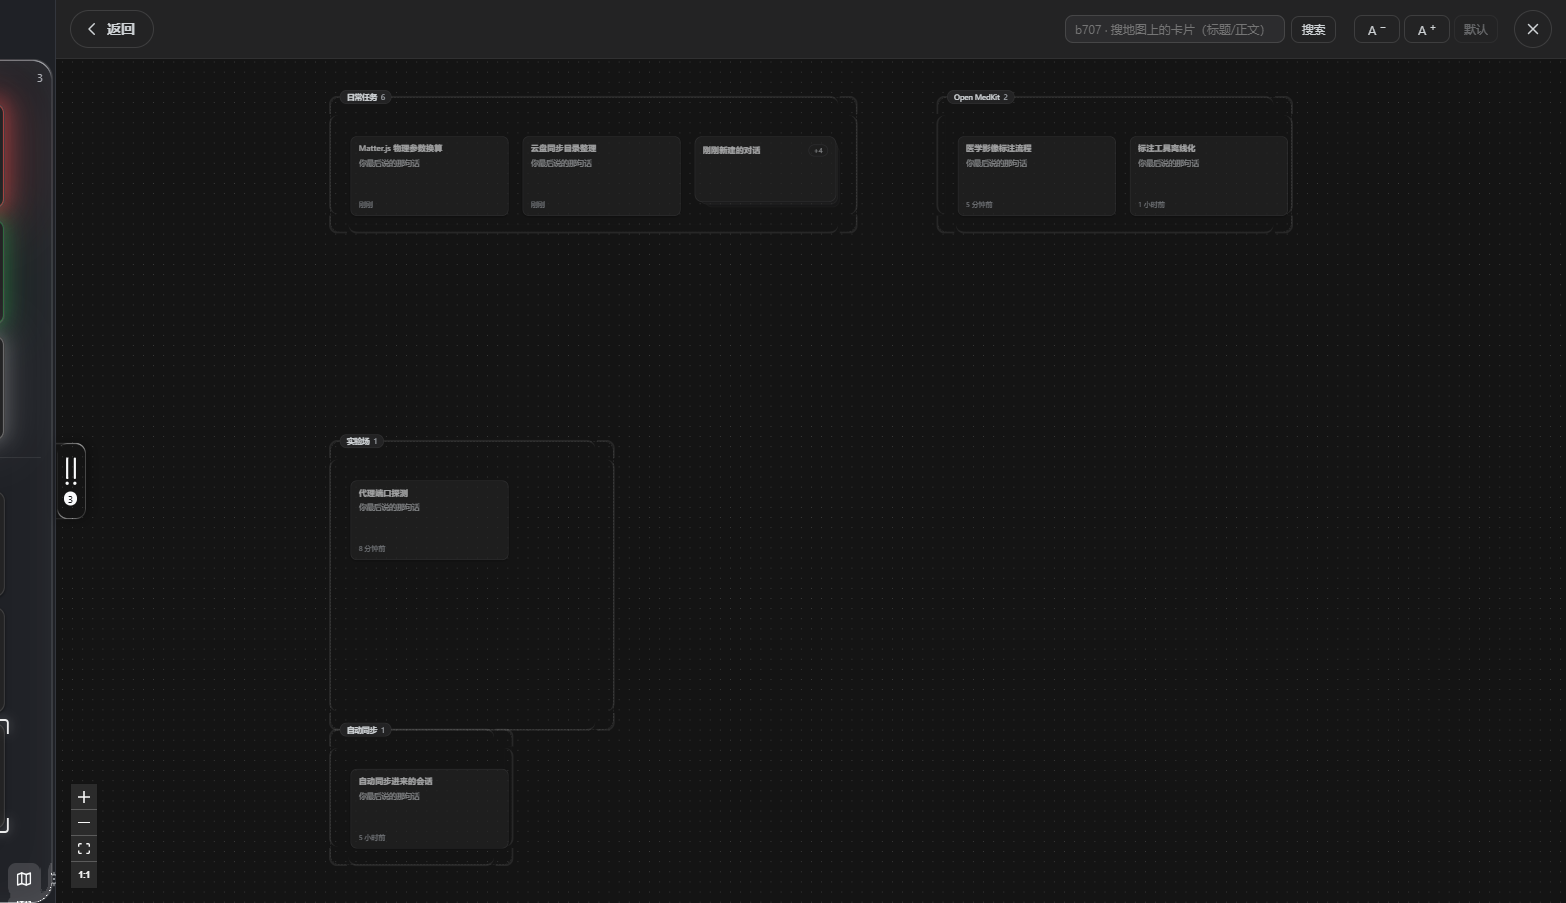 返回
b707 · 搜地图上的卡片（标题/正文）
搜索
A⁻
A⁺
默认
3
日常任务 6
Matter.js 物理参数换算
你最后说的那句话
刚刚
云盘同步目录整理
你最后说的那句话
刚刚
刚刚新建的对话
+4
Open MedKit 2
医学影像标注流程
你最后说的那句话
5 分钟前
标注工具离线化
你最后说的那句话
1 小时前
实验场 1
代理端口探测
你最后说的那句话
8 分钟前
!!
3
自动同步 1
自动同步进来的会话
你最后说的那句话
5 小时前
1:1